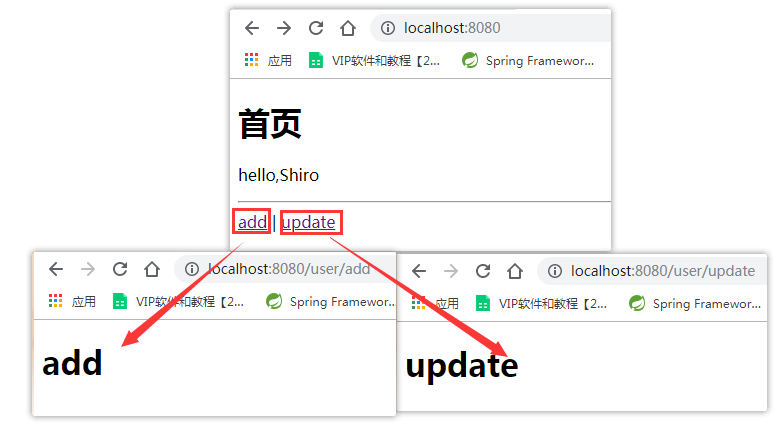 localhost:8080
应用 VIP软件和教程【2... Spring Framewor...
首页
hello,Shiro
add | update
localhost:8080/user/add
应用 VIP软件和教程【2... Spring Framewor...
add
localhost:8080/user/update
应用 VIP软件和教程【2... Spring Framewor...
update